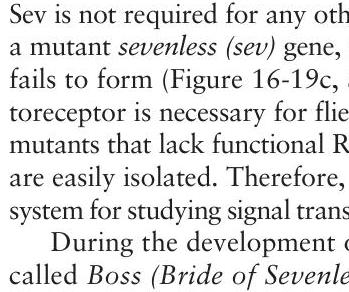 Sev is not required for any oth
a mutant sevenless (sev) gene,
fails to form (Figure 16-19c,
toreceptor is necessary for flie
mutants that lack functional R
are easily isolated. Therefore,
system for studying signal trans
During the development o
called Boss (Bride of Sevenle